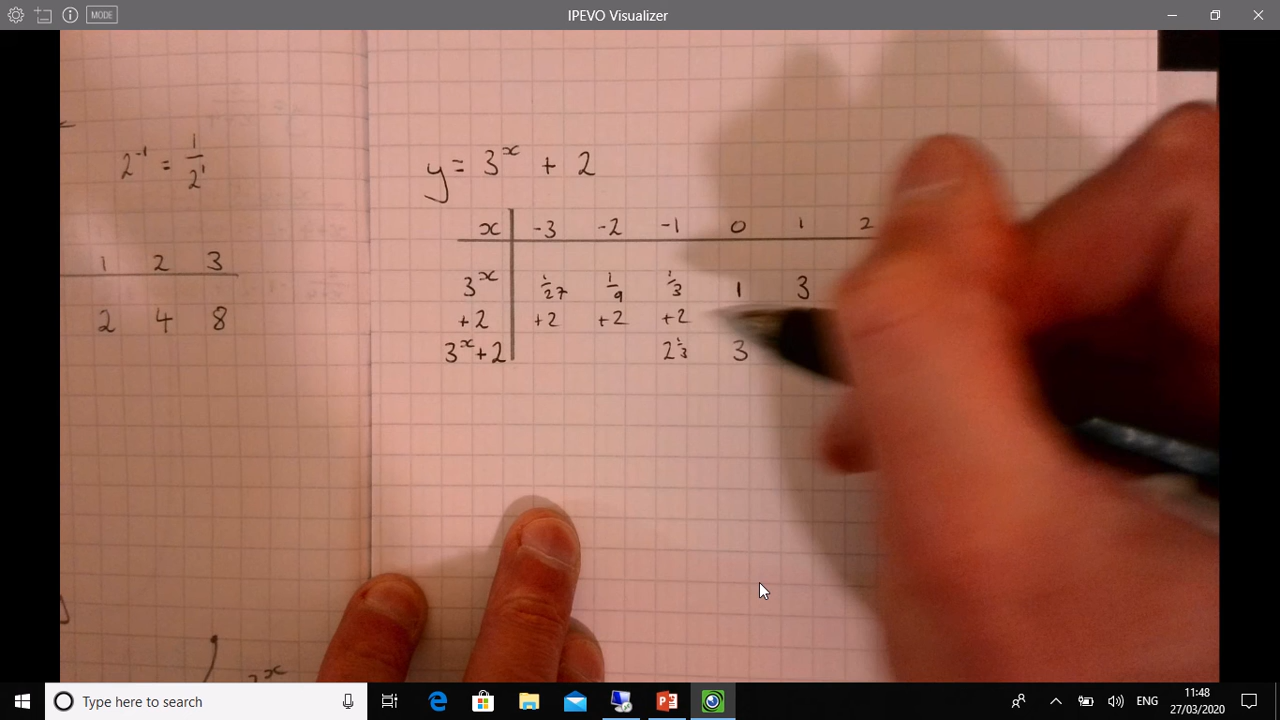 MODE
IPEVO Visualizer
2⁻¹ = 1/2¹
1 2 3
2 4 8
y = 3ˣ + 2
x -3 -2 -1 0 1 2
3ˣ 1/27 1/9 1/3 1 3
+2 +2 +2 +2
3ˣ+2 2 1/3 3
Type here to search
ENG
11:48
27/03/2020